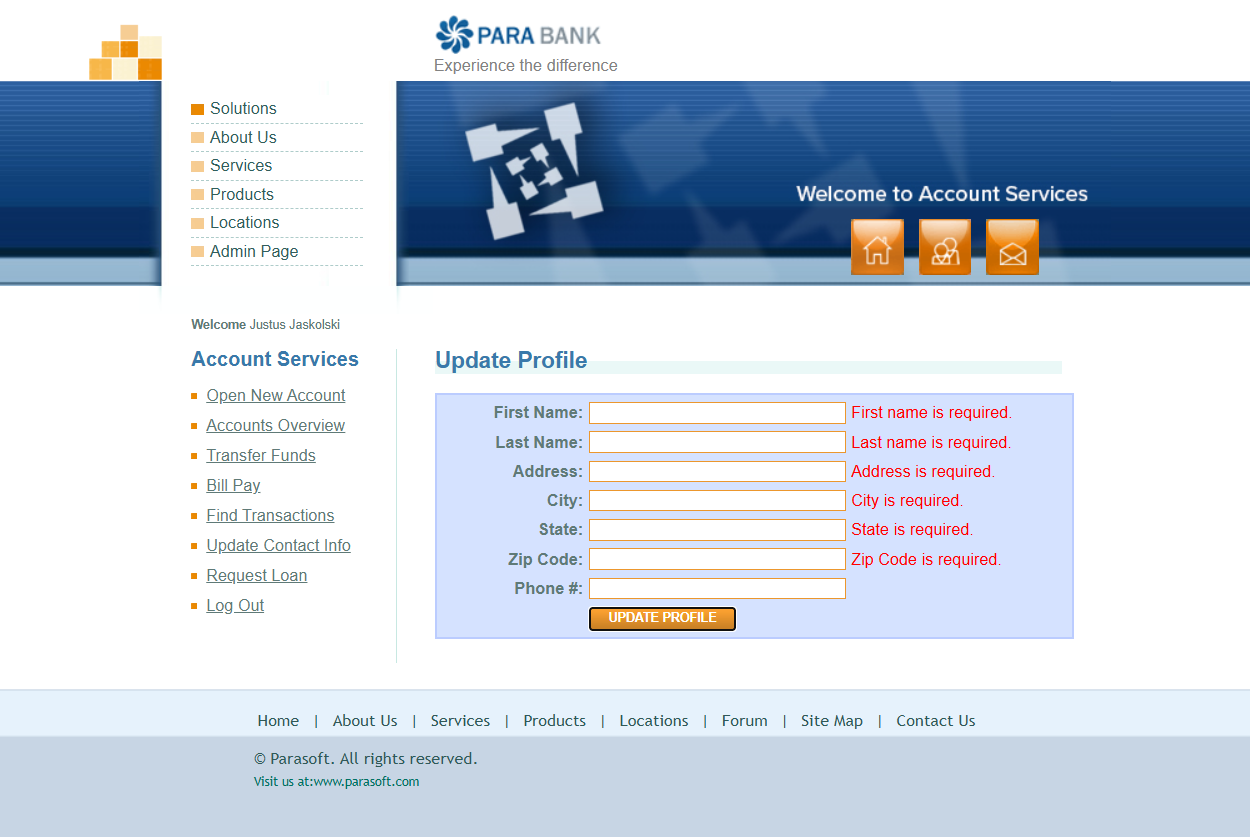 PARA BANK
Experience the difference
Solutions
About Us
Services
Products
Locations
Admin Page
Welcome to Account Services
Welcome Justus Jaskolski
Account Services
Open New Account
Accounts Overview
Transfer Funds
Bill Pay
Find Transactions
Update Contact Info
Request Loan
Log Out
Update Profile
First Name: First name is required.
Last Name: Last name is required.
Address: Address is required.
City: City is required.
State: State is required.
Zip Code: Zip Code is required.
Phone #:
UPDATE PROFILE
Home | About Us | Services | Products | Locations | Forum | Site Map | Contact Us
© Parasoft. All rights reserved.
Visit us at:www.parasoft.com